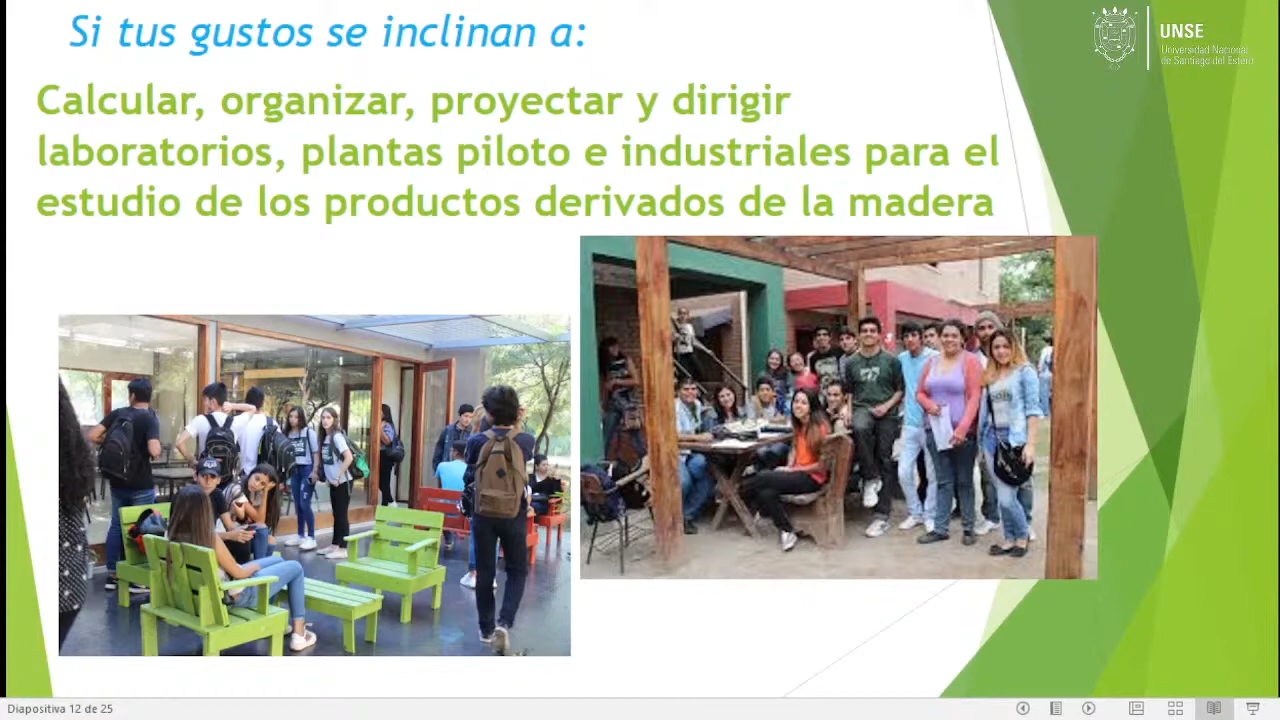 Si tus gustos se inclinan a:
UNSE
Universidad Nacional
de Santiago del Estero
Calcular, organizar, proyectar y dirigir
laboratorios, plantas piloto e industriales para el
estudio de los productos derivados de la madera
Diapositiva 12 de 25